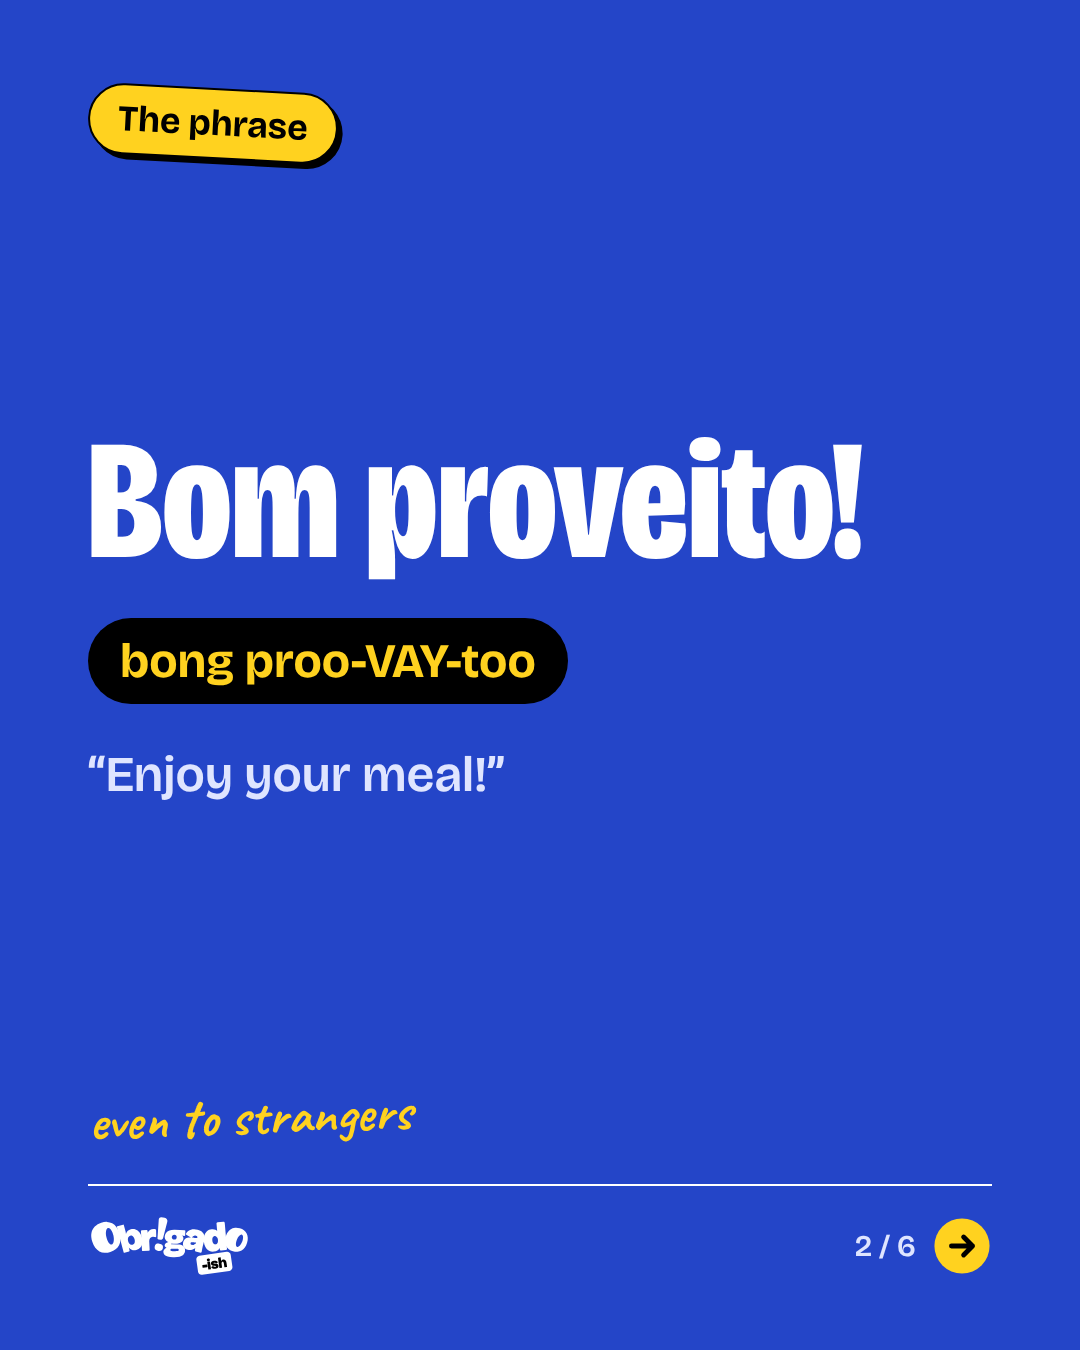 The phrase
Bom proveito!
bong proo-VAY-too
“Enjoy your meal!”
even to strangers
Obr!gado
-ish
2 / 6